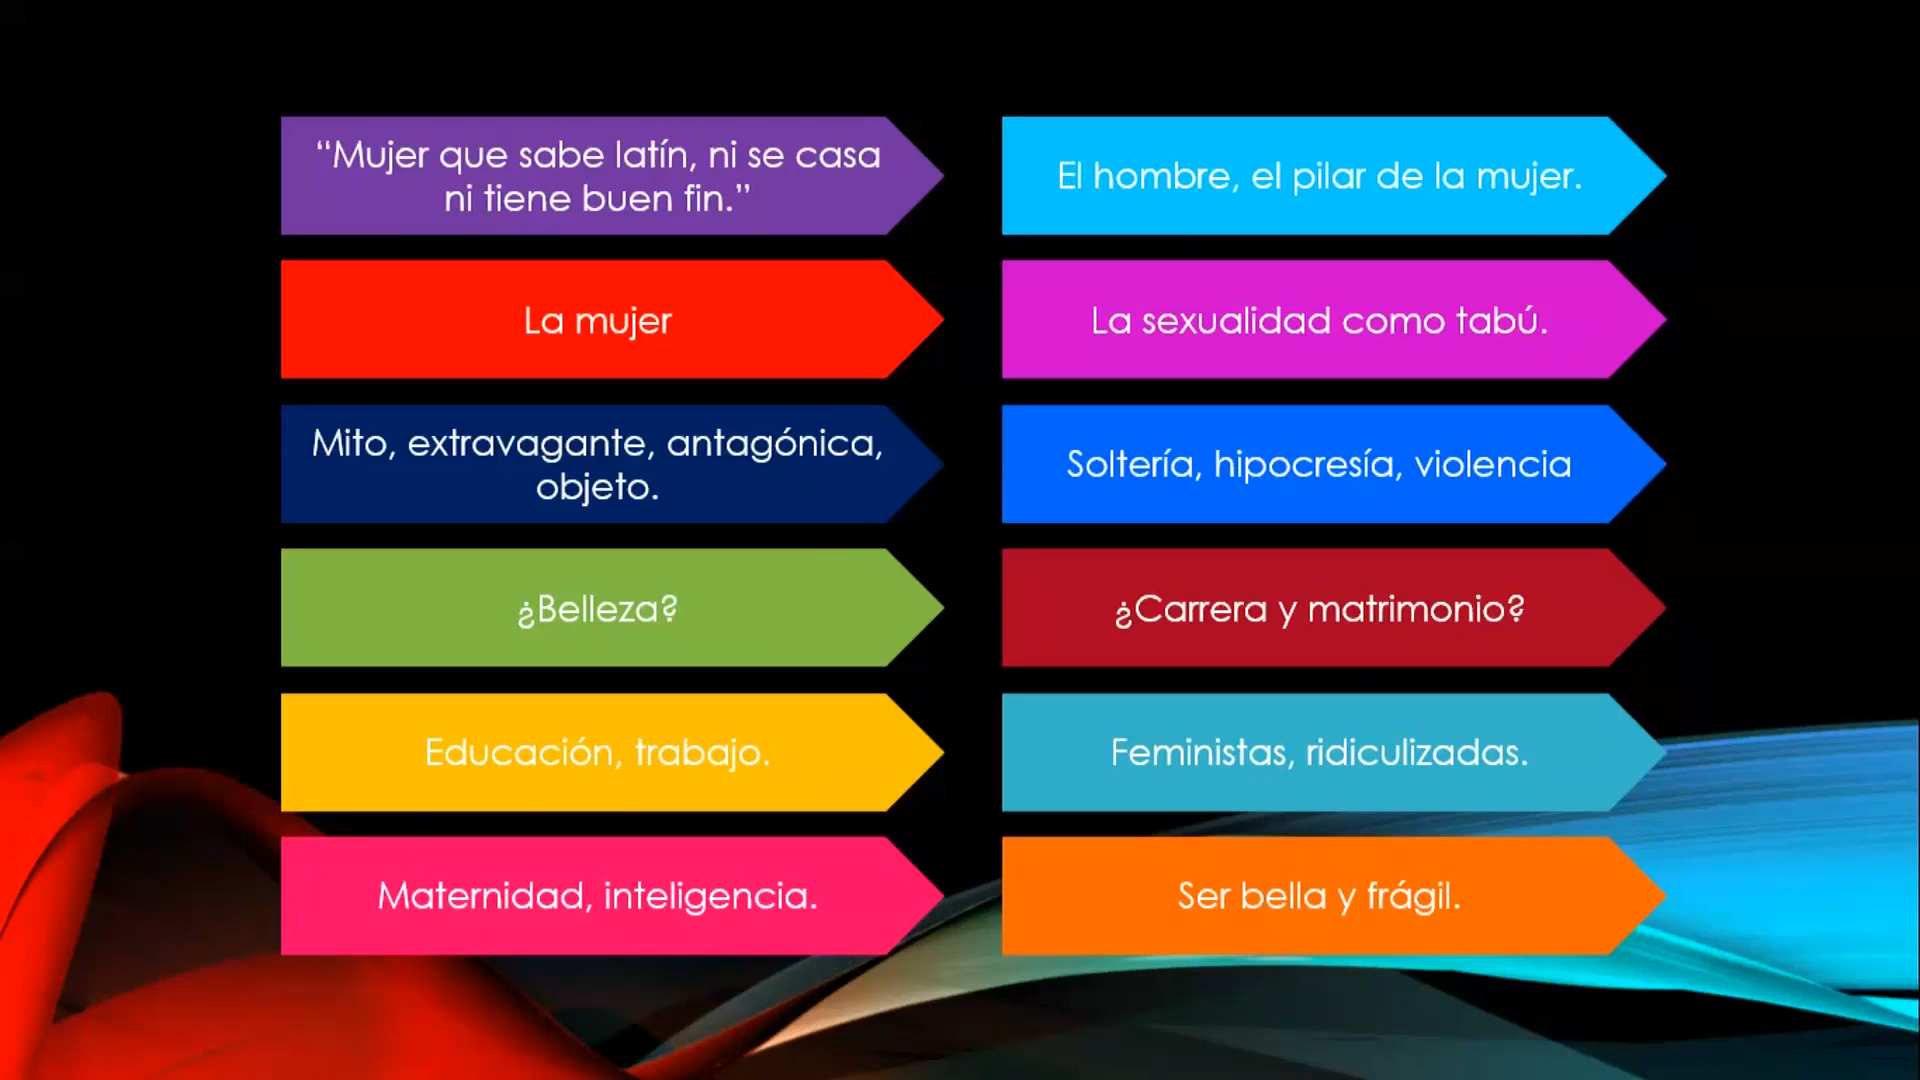 “Mujer que sabe latín, ni se casa
ni tiene buen fin.”
La mujer
Mito, extravagante, antagónica,
objeto.
¿Belleza?
Educación, trabajo.
Maternidad, inteligencia.
El hombre, el pilar de la mujer.
La sexualidad como tabú.
Soltería, hipocresía, violencia
¿Carrera y matrimonio?
Feministas, ridiculizadas.
Ser bella y frágil.